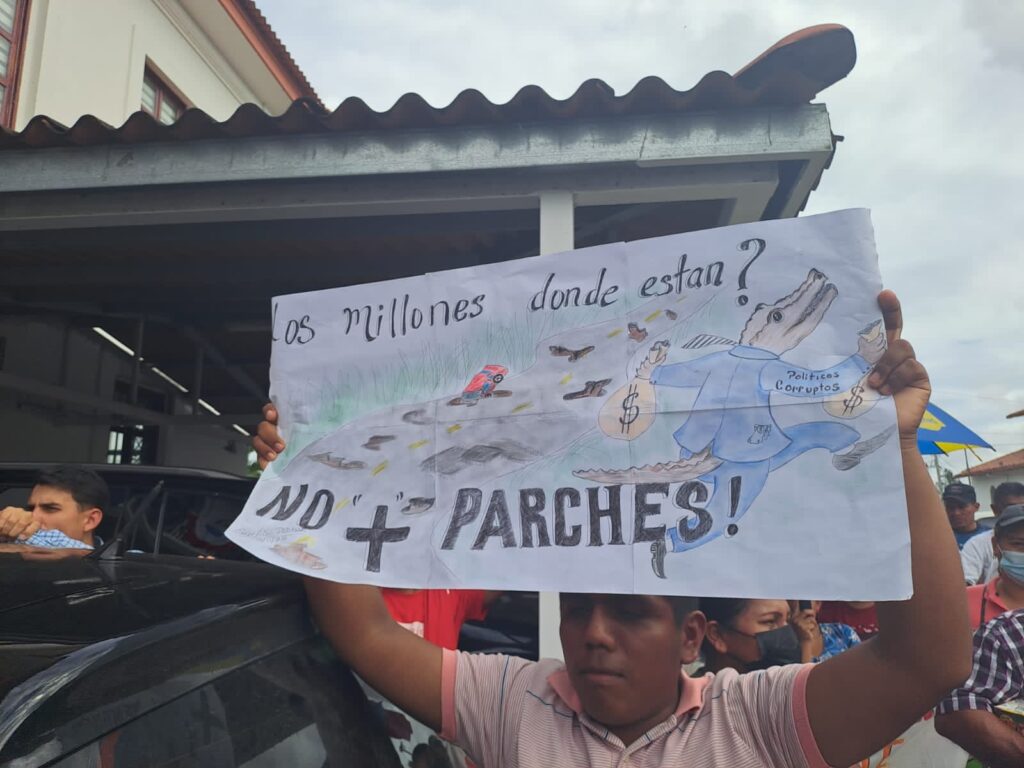 Los Millones donde estan?
Politicos
Corruptos
$
$
NO "+" PARCHES!